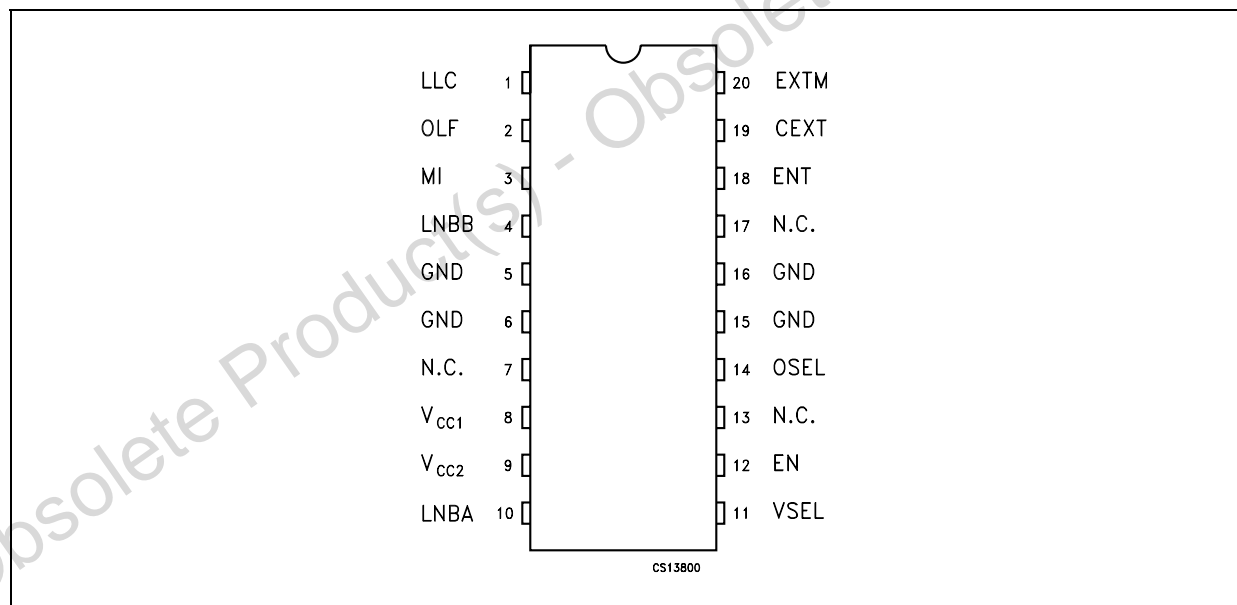 LLC 1 20 EXTM
OLF 2 19 CEXT
MI 3 18 ENT
LNBB 4 17 N.C.
GND 5 16 GND
GND 6 15 GND
N.C. 7 14 OSEL
VCC1 8 13 N.C.
VCC2 9 12 EN
LNBA 10 11 VSEL
CS13800
Obsolete Product(s) - Obsolete